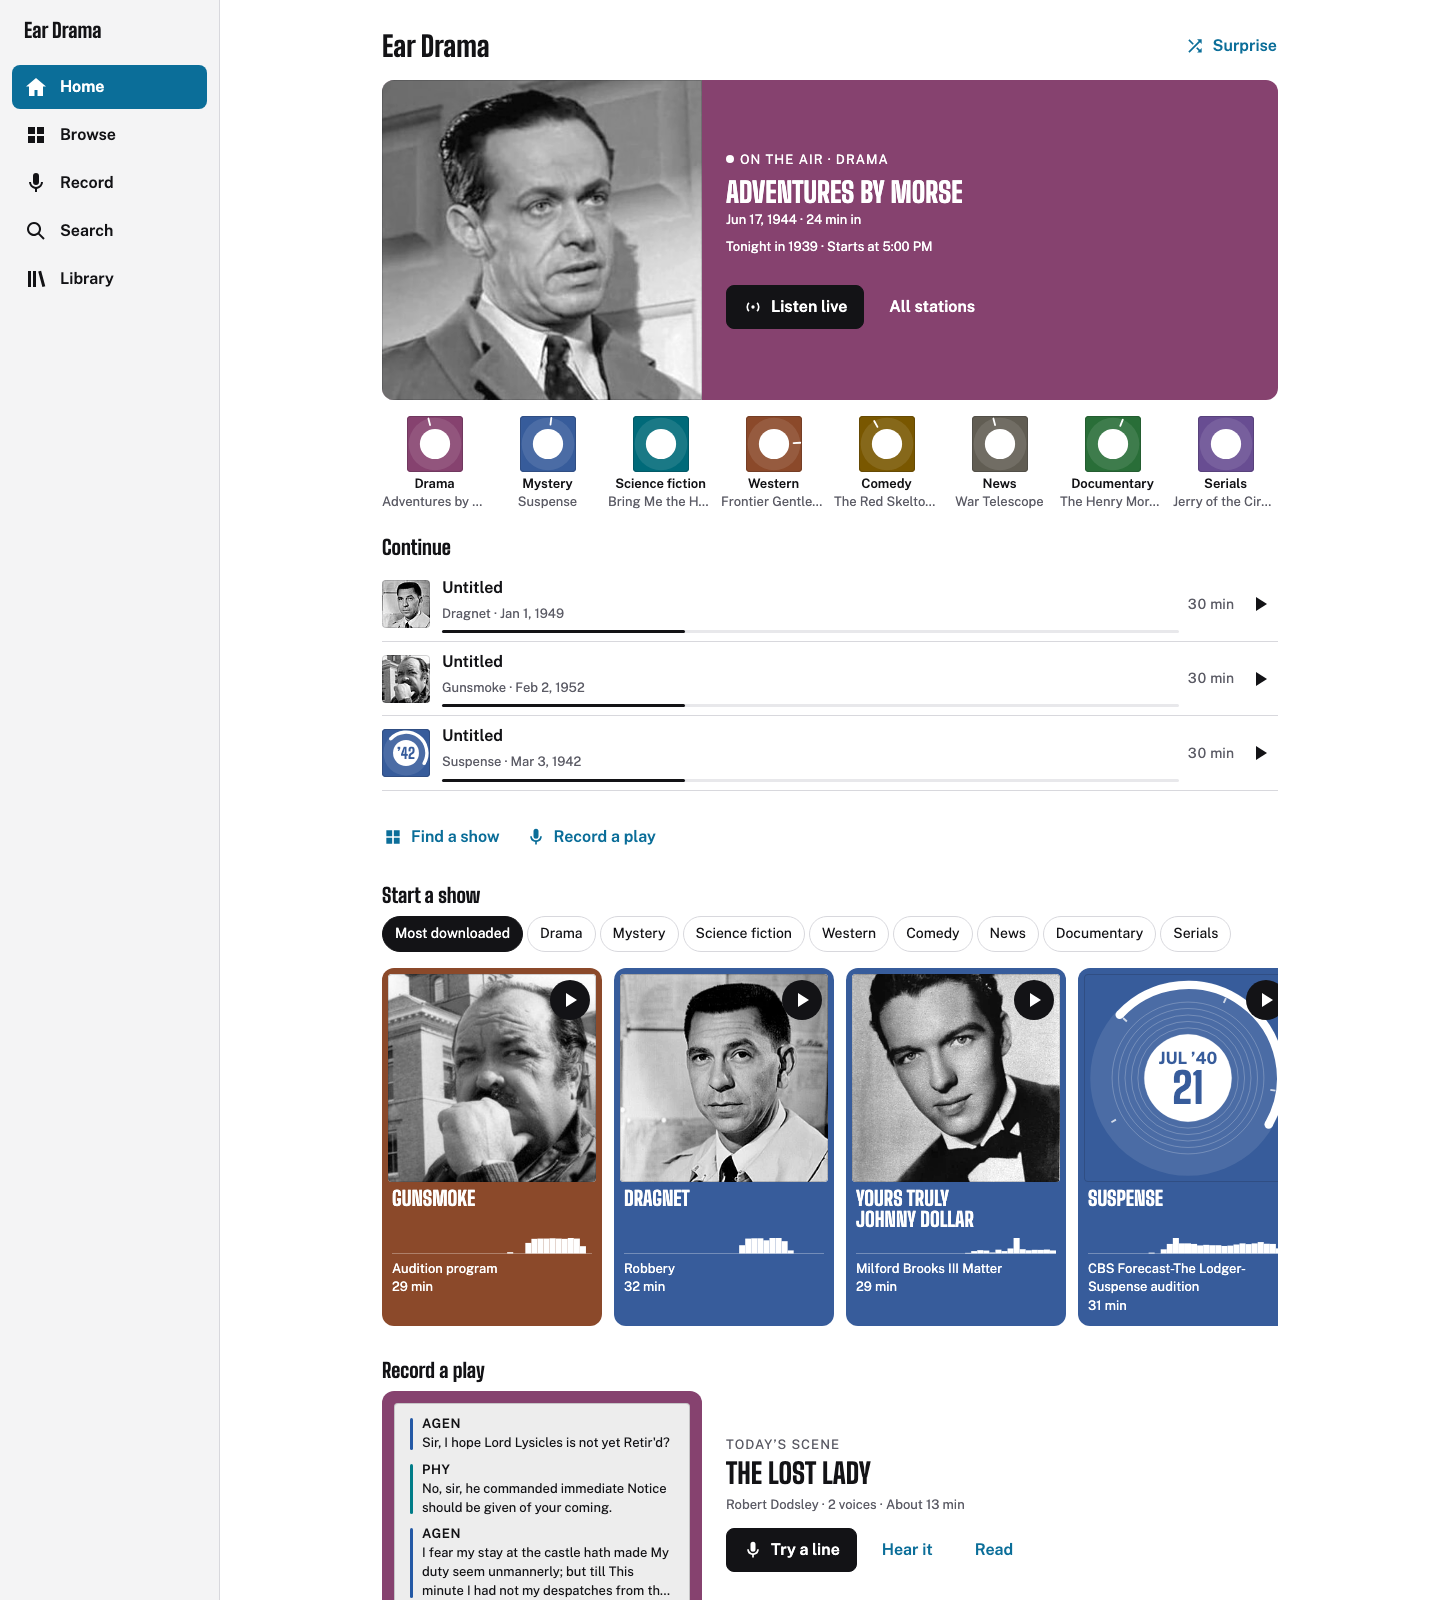 Ear Drama
Home
Browse
Record
Search
Library
Ear Drama
Surprise
ON THE AIR · DRAMA
ADVENTURES BY MORSE
Jun 17, 1944 · 24 min in
Tonight in 1939 · Starts at 5:00 PM
Listen live
All stations
Drama
Adventures by ...
Mystery
Suspense
Science fiction
Bring Me the H...
Western
Frontier Gentle...
Comedy
The Red Skelto...
News
War Telescope
Documentary
The Henry Mor...
Serials
Jerry of the Cir...
Continue
Untitled
Dragnet · Jan 1, 1949
30 min
Untitled
Gunsmoke · Feb 2, 1952
30 min
’42
Untitled
Suspense · Mar 3, 1942
30 min
Find a show
Record a play
Start a show
Most downloaded
Drama
Mystery
Science fiction
Western
Comedy
News
Documentary
Serials
GUNSMOKE
Audition program
29 min
DRAGNET
Robbery
32 min
YOURS TRULY
JOHNNY DOLLAR
Milford Brooks III Matter
29 min
JUL ’40
21
SUSPENSE
CBS Forecast-The Lodger-
Suspense audition
31 min
Record a play
AGEN
Sir, I hope Lord Lysicles is not yet Retir'd?
PHY
No, sir, he commanded immediate Notice
should be given of your coming.
AGEN
I fear my stay at the castle hath made My
duty seem unmannerly; but till This
minute I had not my despatches from th...
TODAY’S SCENE
THE LOST LADY
Robert Dodsley · 2 voices · About 13 min
Try a line
Hear it
Read